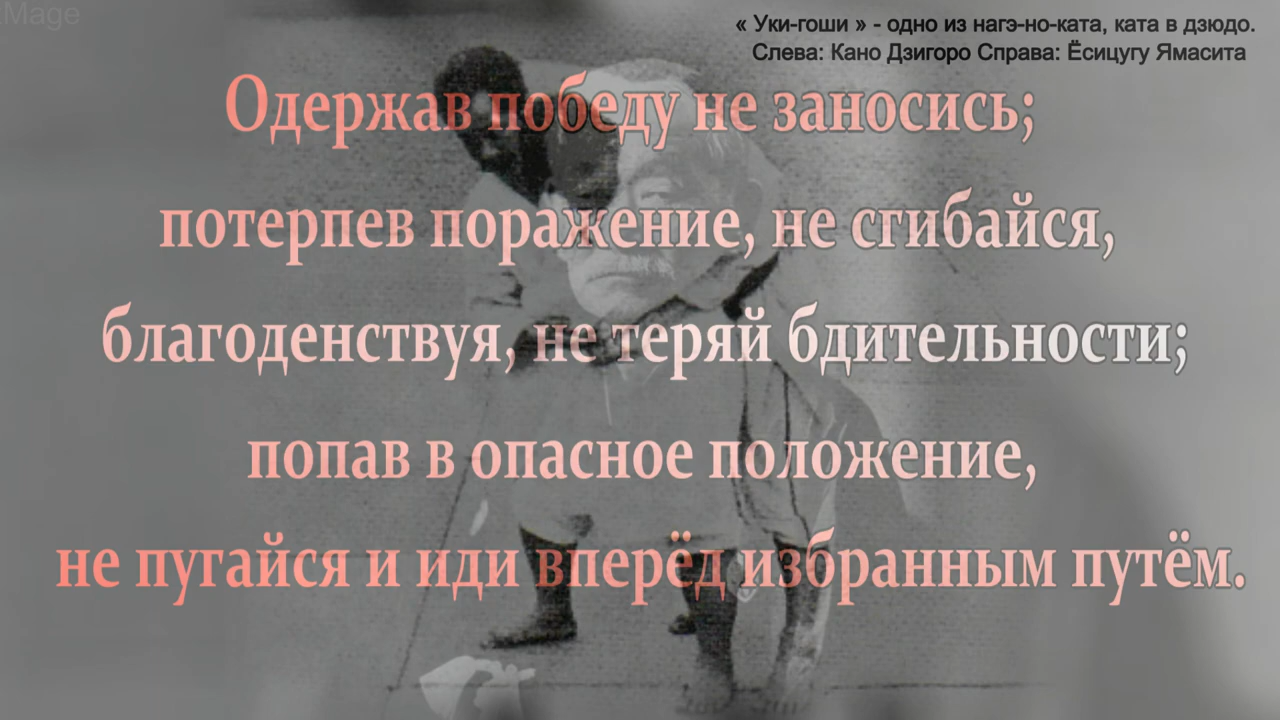 Mage
« Уки-гоши » - одно из нагэ-но-ката, ката в дзюдо.
Слева: Кано Дзигоро Справа: Ёсицугу Ямасита
Одержав победу не заносись;
потерпев поражение, не сгибайся,
благоденствуя, не теряй бдительности;
попав в опасное положение,
не пугайся и иди вперёд избранным путём.